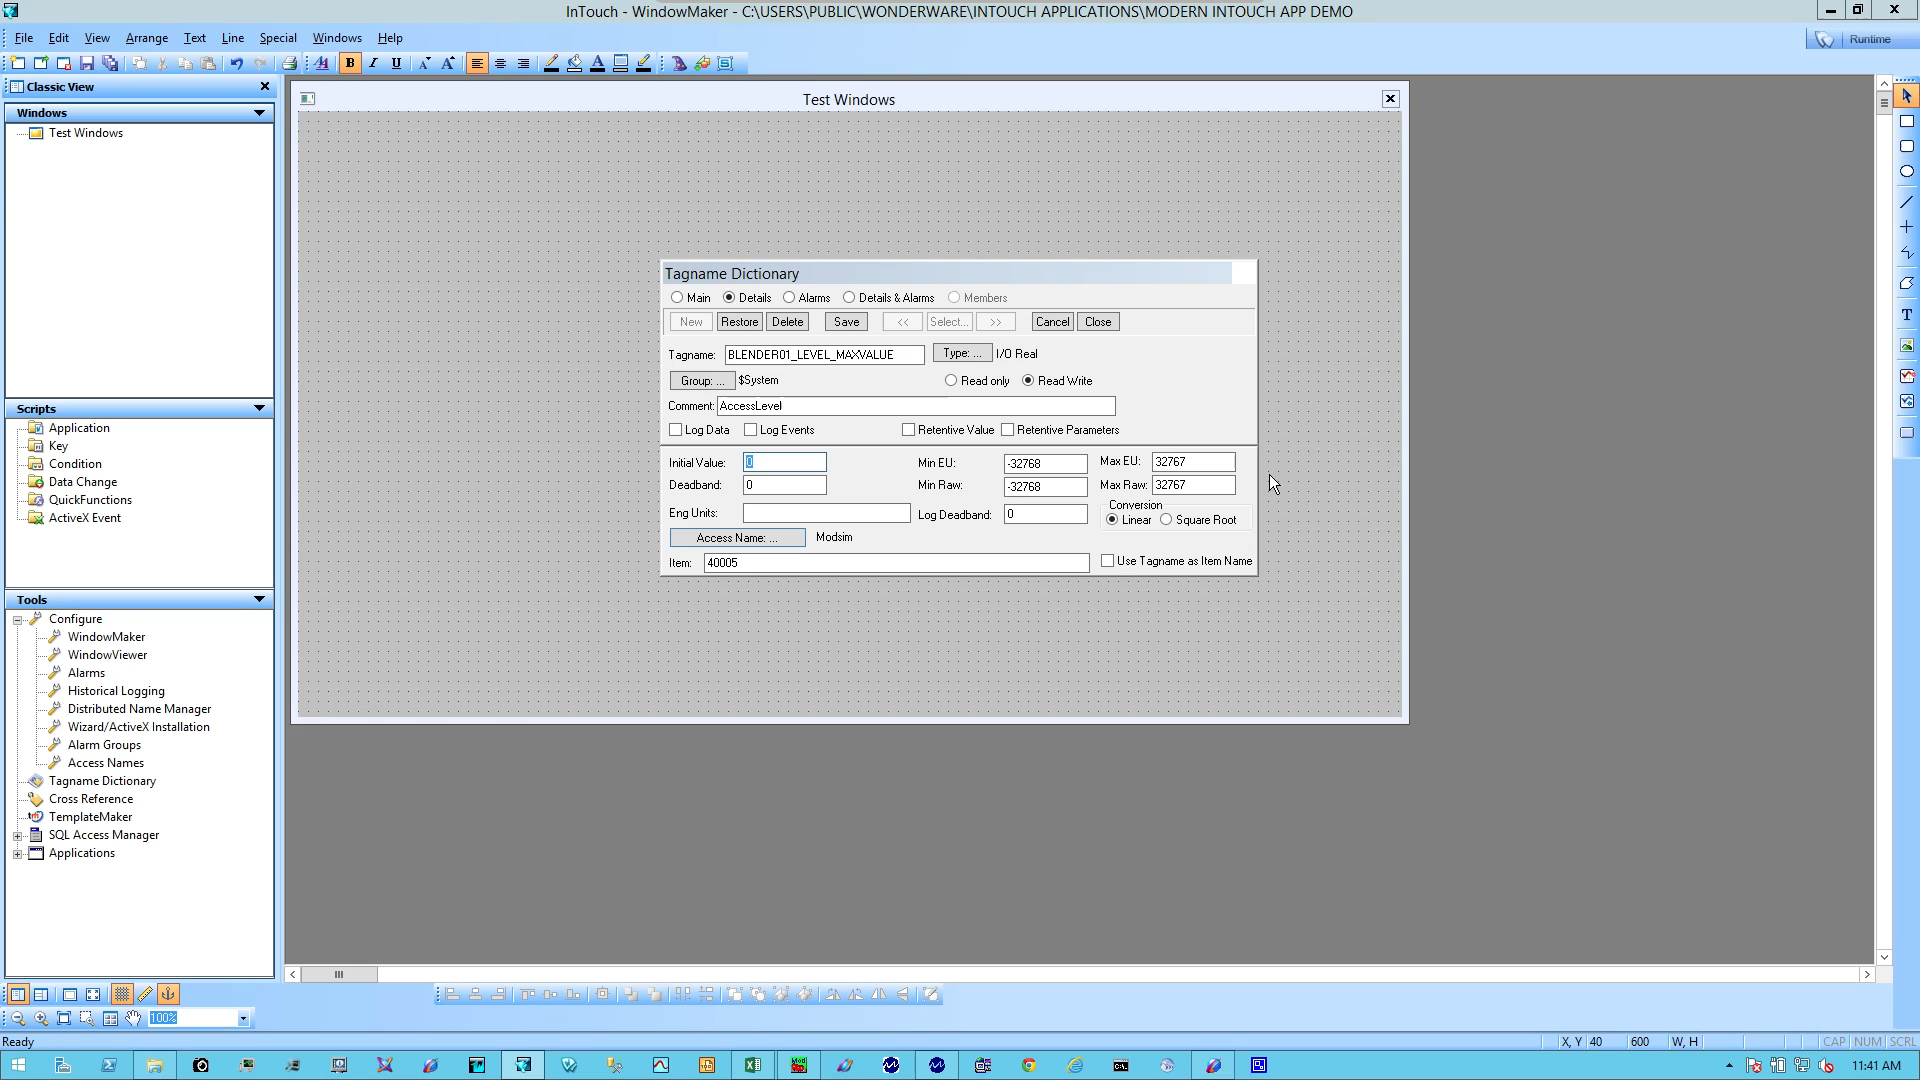 InTouch - WindowMaker - C:\USERS\PUBLIC\WONDERWARE\INTOUCH APPLICATIONS\MODERN INTOUCH APP DEMO
File Edit View Arrange Text Line Special Windows Help
Runtime
B I U
Classic View
Windows
Test Windows
Scripts
Application
Key
Condition
Data Change
QuickFunctions
ActiveX Event
Tools
Configure
WindowMaker
WindowViewer
Alarms
Historical Logging
Distributed Name Manager
Wizard/ActiveX Installation
Alarm Groups
Access Names
Tagname Dictionary
Cross Reference
TemplateMaker
SQL Access Manager
Applications
Test Windows
Tagname Dictionary
Main Details Alarms Details & Alarms Members
New Restore Delete Save << Select... >> Cancel Close
Tagname: BLENDER01_LEVEL_MAXVALUE Type: ... I/O Real
Group: ... $System Read only Read Write
Comment: AccessLevel
Log Data Log Events Retentive Value Retentive Parameters
Initial Value: 0 Min EU: -32768 Max EU: 32767
Deadband: 0 Min Raw: -32768 Max Raw: 32767
Eng Units: Log Deadband: 0 Conversion
Linear Square Root
Access Name: ... Modsim
Item: 40005 Use Tagname as Item Name
T
100%
Ready X, Y 40 600 W, H CAP NUM SCRL
11:41 AM